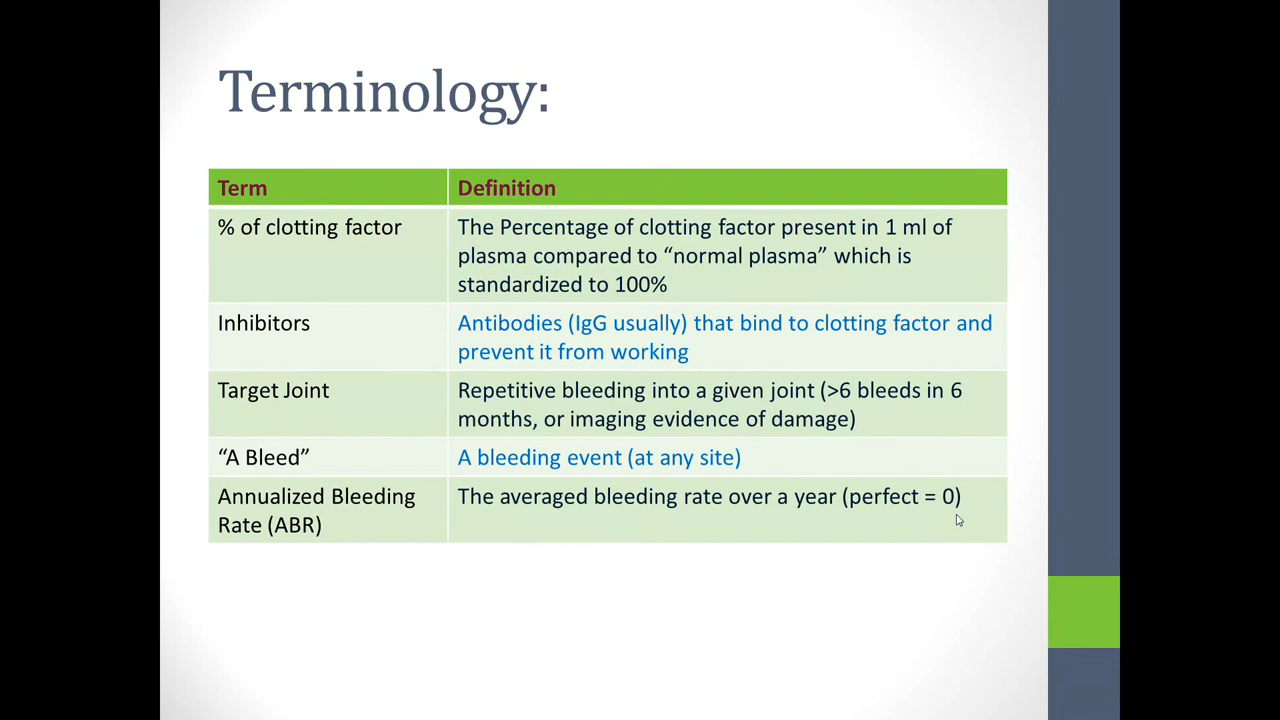 Terminology:
Term
Definition
% of clotting factor
The Percentage of clotting factor present in 1 ml of
plasma compared to “normal plasma” which is
standardized to 100%
Inhibitors
Antibodies (IgG usually) that bind to clotting factor and
prevent it from working
Target Joint
Repetitive bleeding into a given joint (>6 bleeds in 6
months, or imaging evidence of damage)
“A Bleed”
A bleeding event (at any site)
Annualized Bleeding
Rate (ABR)
The averaged bleeding rate over a year (perfect = 0)